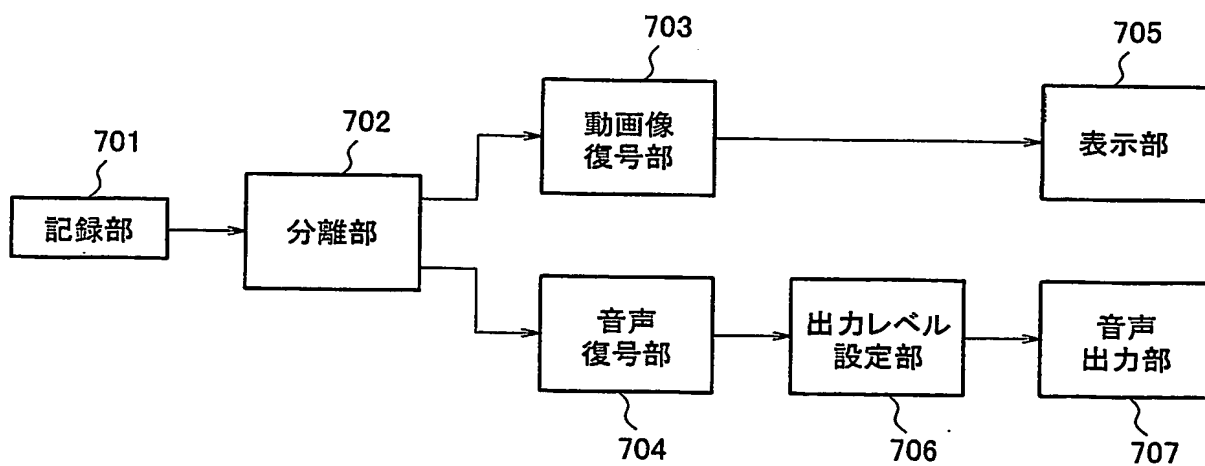 703
705
動画像
復号部
表示部
701
702
記録部
分離部
音声
復号部
出力レベル
設定部
音声
出力部
704
706
707